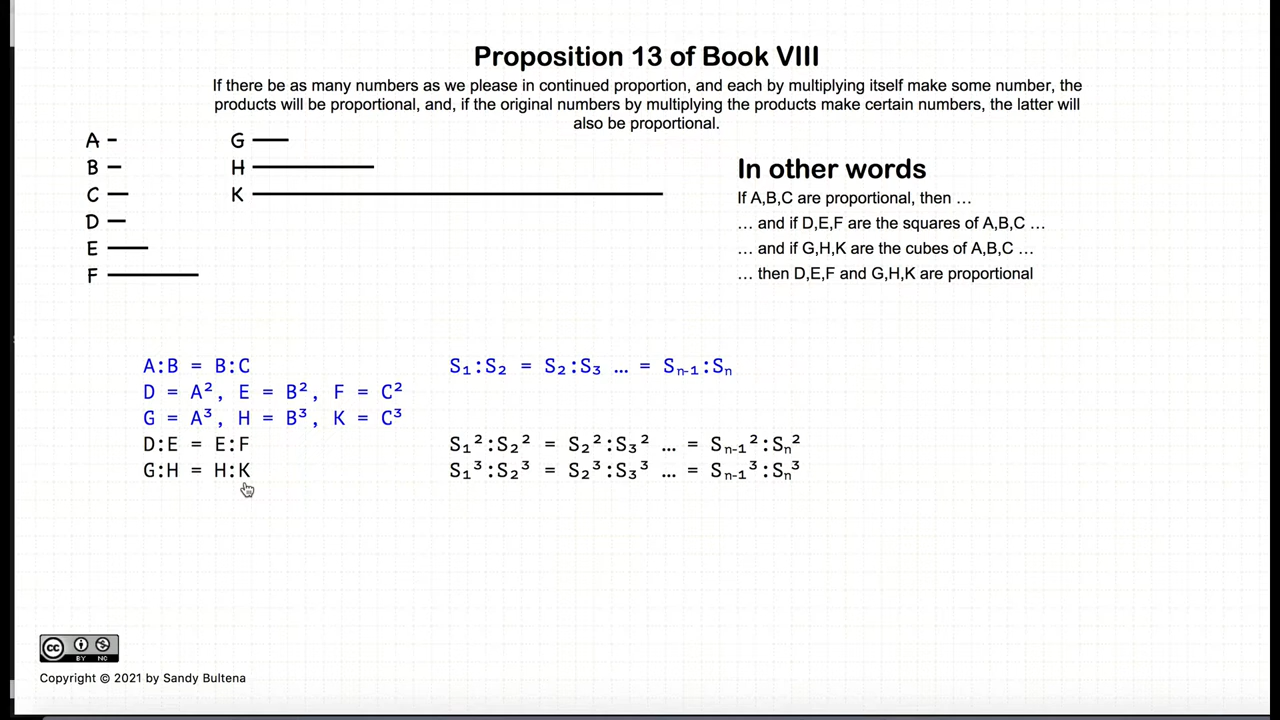 Proposition 13 of Book VIII
If there be as many numbers as we please in continued proportion, and each by multiplying itself make some number, the
products will be proportional, and, if the original numbers by multiplying the products make certain numbers, the latter will
also be proportional.
A
B
C
D
E
F
G
H
K
In other words
If A,B,C are proportional, then …
… and if D,E,F are the squares of A,B,C …
… and if G,H,K are the cubes of A,B,C …
… then D,E,F and G,H,K are proportional
A:B = B:C
D = A², E = B², F = C²
G = A³, H = B³, K = C³
D:E = E:F
G:H = H:K
S₁:S₂ = S₂:S₃ … = Sₙ₋₁:Sₙ
S₁²:S₂² = S₂²:S₃² … = Sₙ₋₁²:Sₙ²
S₁³:S₂³ = S₂³:S₃³ … = Sₙ₋₁³:Sₙ³
cc
BY NC
Copyright © 2021 by Sandy Bultena